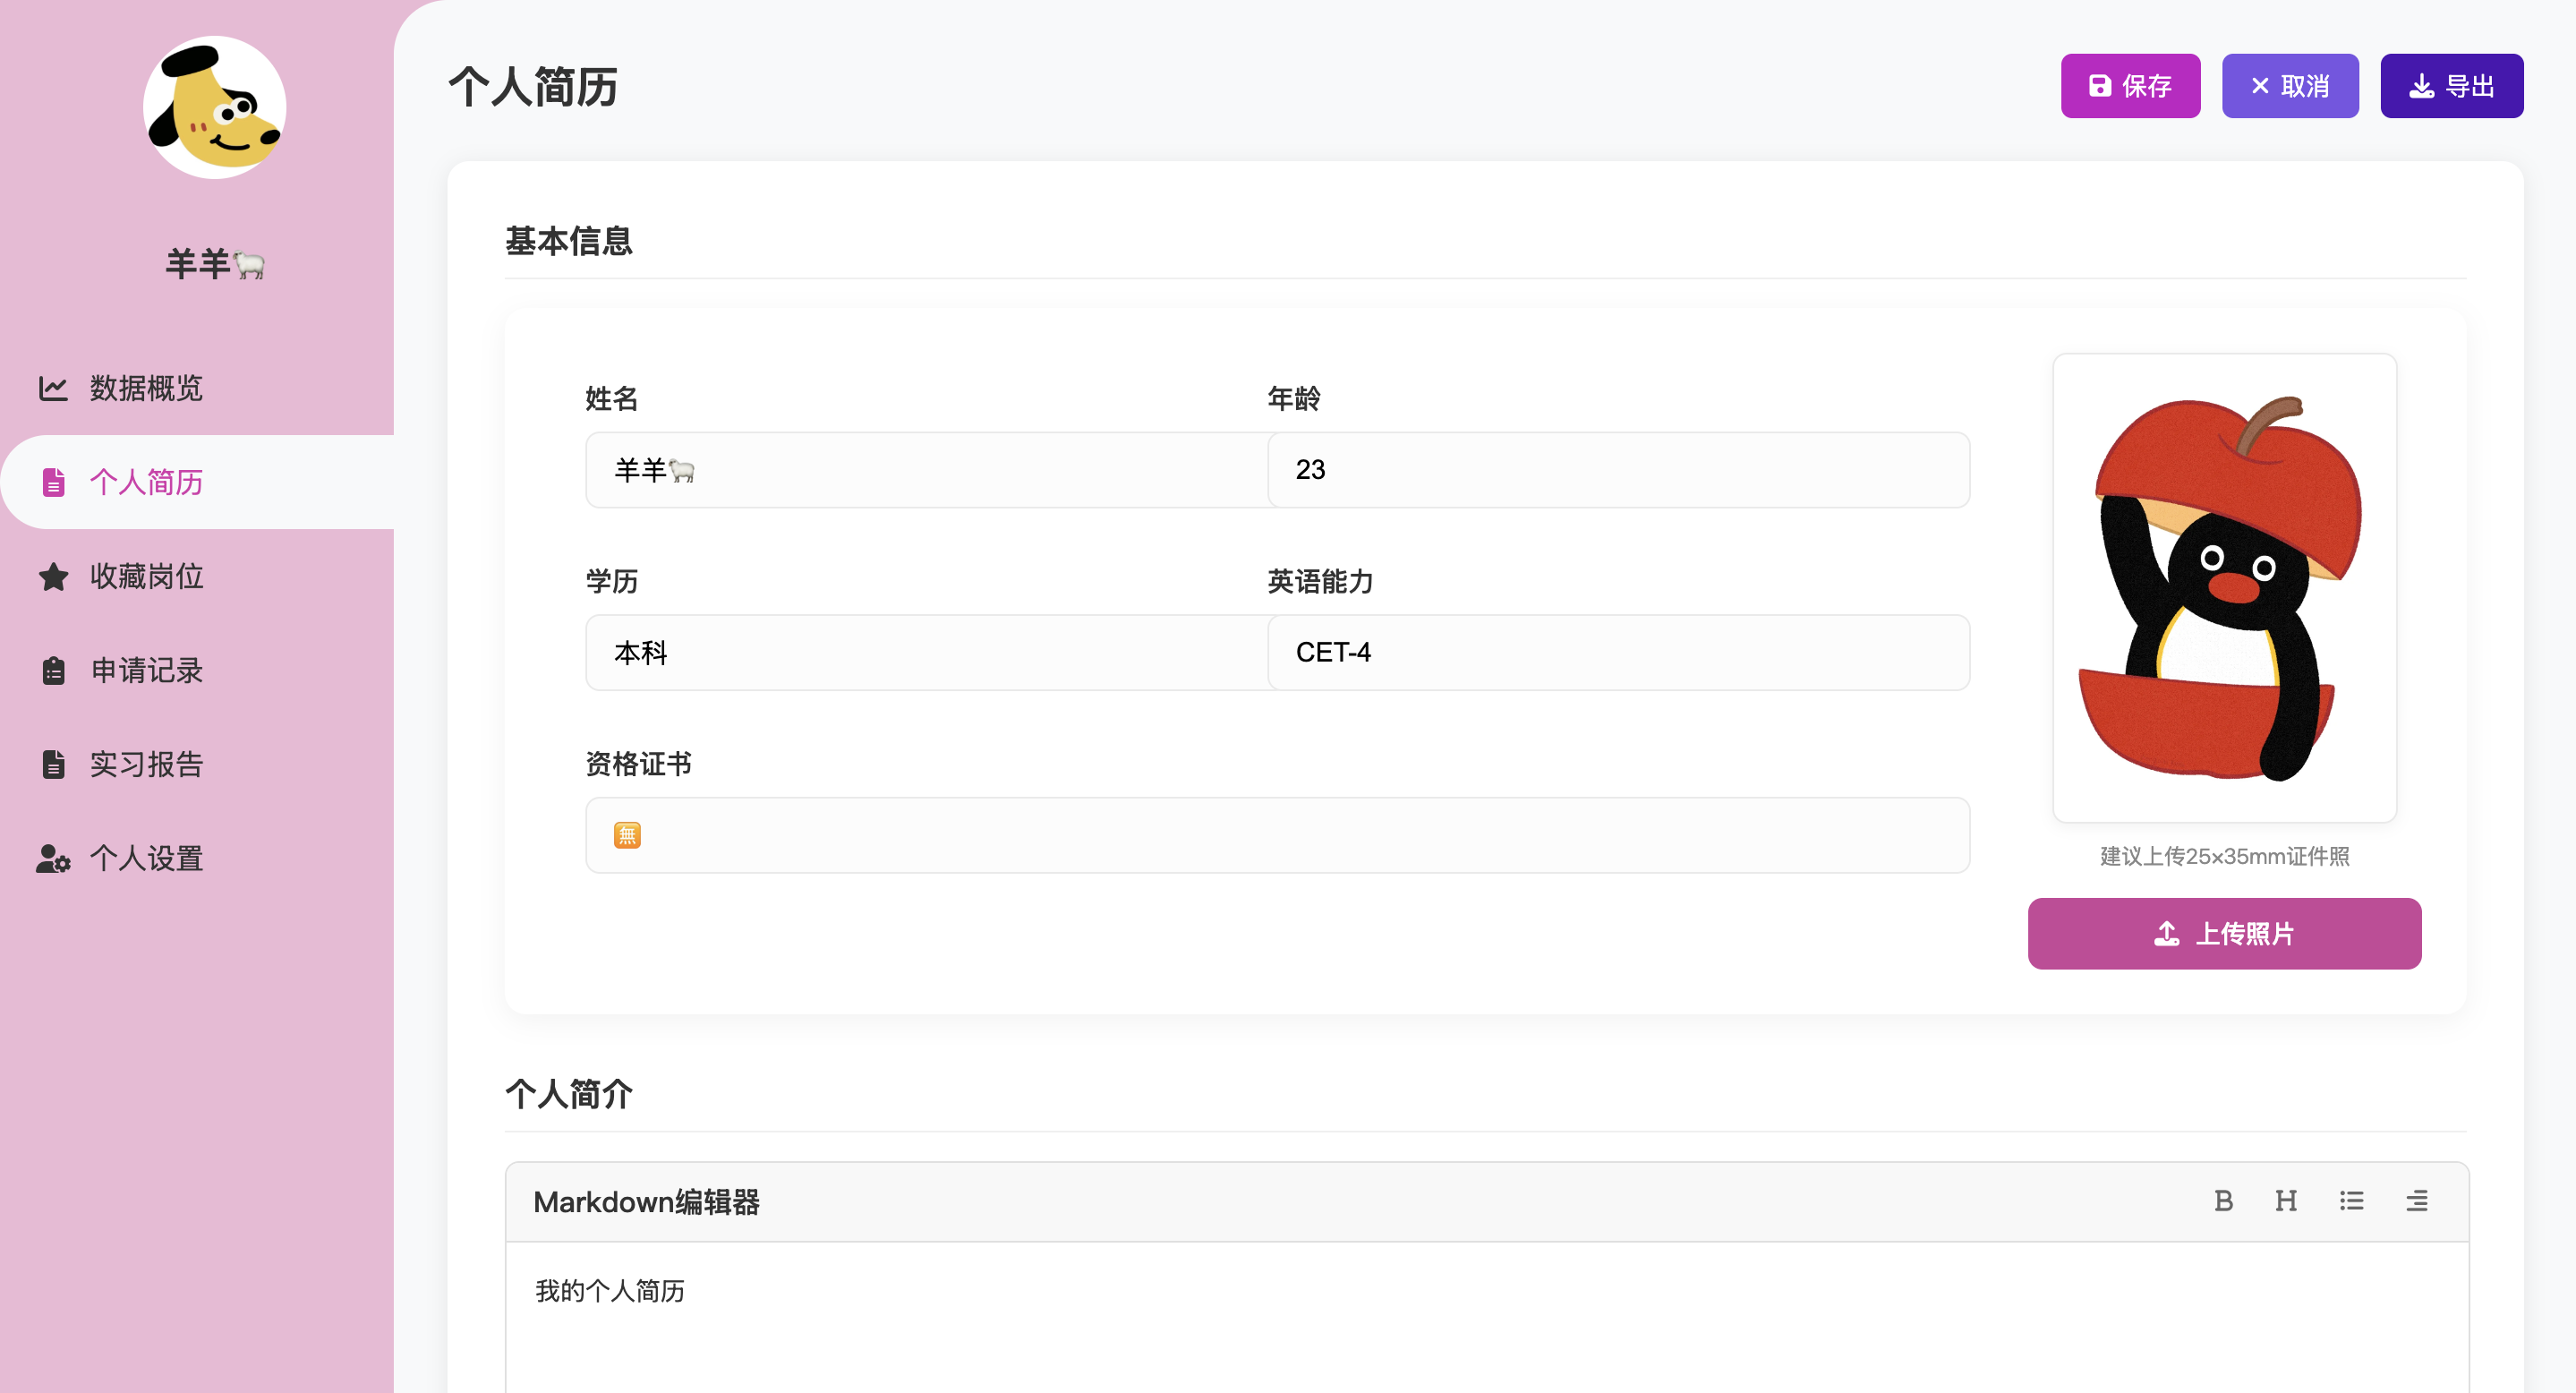 羊羊🐑
数据概览
个人简历
收藏岗位
申请记录
实习报告
个人设置
个人简历
保存
取消
导出
基本信息
姓名
年龄
羊羊🐑
23
学历
英语能力
本科
CET-4
资格证书
🈚
建议上传25×35mm证件照
上传照片
个人简介
Markdown编辑器
B H
我的个人简历